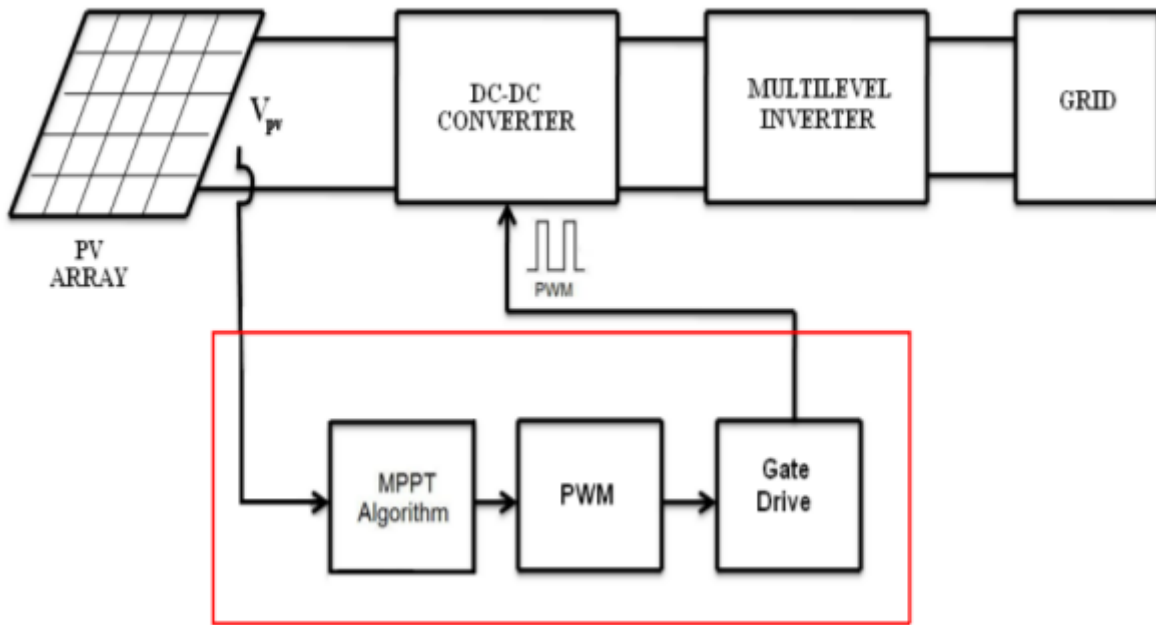 DC-DC
CONVERTER
MULTILEVEL
INVERTER
GRID
Vpv
PV
ARRAY
PWM
MPPT
Algorithm
PWM
Gate
Drive